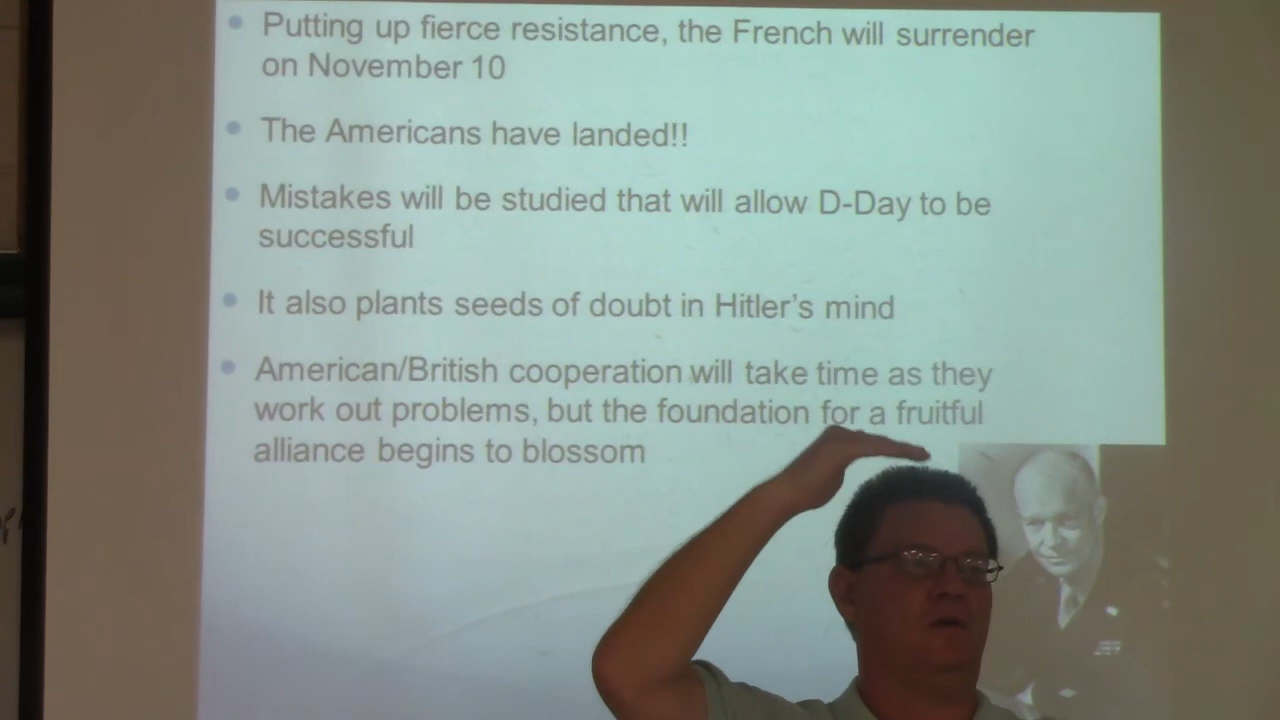 Putting up fierce resistance, the French will surrender
on November 10
The Americans have landed!!
Mistakes will be studied that will allow D-Day to be
successful
It also plants seeds of doubt in Hitler's mind
American/British cooperation will take time as they
work out problems, but the foundation for a fruitful
alliance begins to blossom